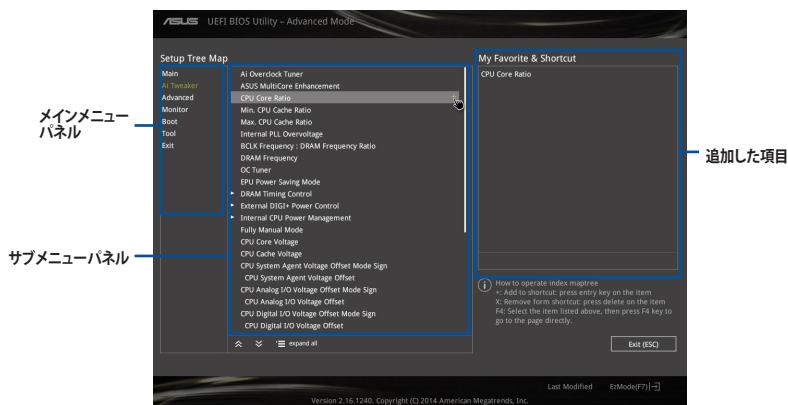 ASUS UEFI BIOS Utility – Advanced Mode
Setup Tree Map
Main
Ai Tweaker
Advanced
Monitor
Boot
Tool
Exit
Ai Overclock Tuner
ASUS MultiCore Enhancement
CPU Core Ratio +
Min. CPU Cache Ratio
Max. CPU Cache Ratio
Internal PLL Overvoltage
BCLK Frequency : DRAM Frequency Ratio
DRAM Frequency
OC Tuner
EPU Power Saving Mode
DRAM Timing Control
External DIGI+ Power Control
Internal CPU Power Management
Fully Manual Mode
CPU Core Voltage
CPU Cache Voltage
CPU System Agent Voltage Offset Mode Sign
CPU System Agent Voltage Offset
CPU Analog I/O Voltage Offset Mode Sign
CPU Analog I/O Voltage Offset
CPU Digital I/O Voltage Offset Mode Sign
CPU Digital I/O Voltage Offset
expand all
My Favorite & Shortcut
CPU Core Ratio
How to operate index maptree
+: Add to shortcut: press entry key on the item
X: Remove form shortcut: press delete on the item
F4: Select the item listed above, then press F4 key to
go to the page directly.
Exit (ESC)
Last Modified EzMode(F7)
Version 2.16.1240. Copyright (C) 2014 American Megatrends, Inc.
メインメニュー
パネル
サブメニューパネル
追加した項目